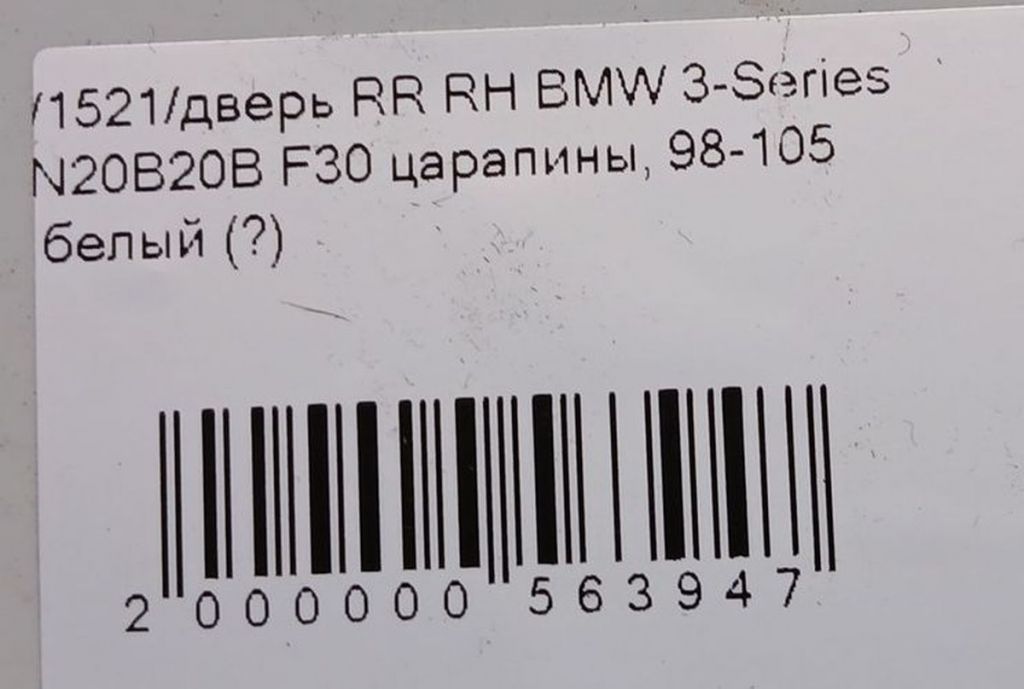 /1521/дверь RR RH BMW 3-Series
N20B20B F30 царапины, 98-105
белый (?)
2 000000 563947